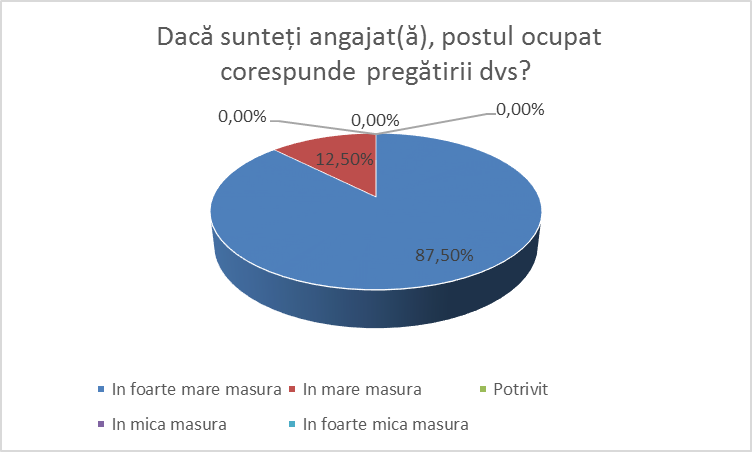 Dacă sunteți angajat(ă), postul ocupat
corespunde pregătirii dvs?
0,00%
0,00%
0,00%
12,50%
87,50%
In foarte mare masura
In mare masura
Potrivit
In mica masura
In foarte mica masura